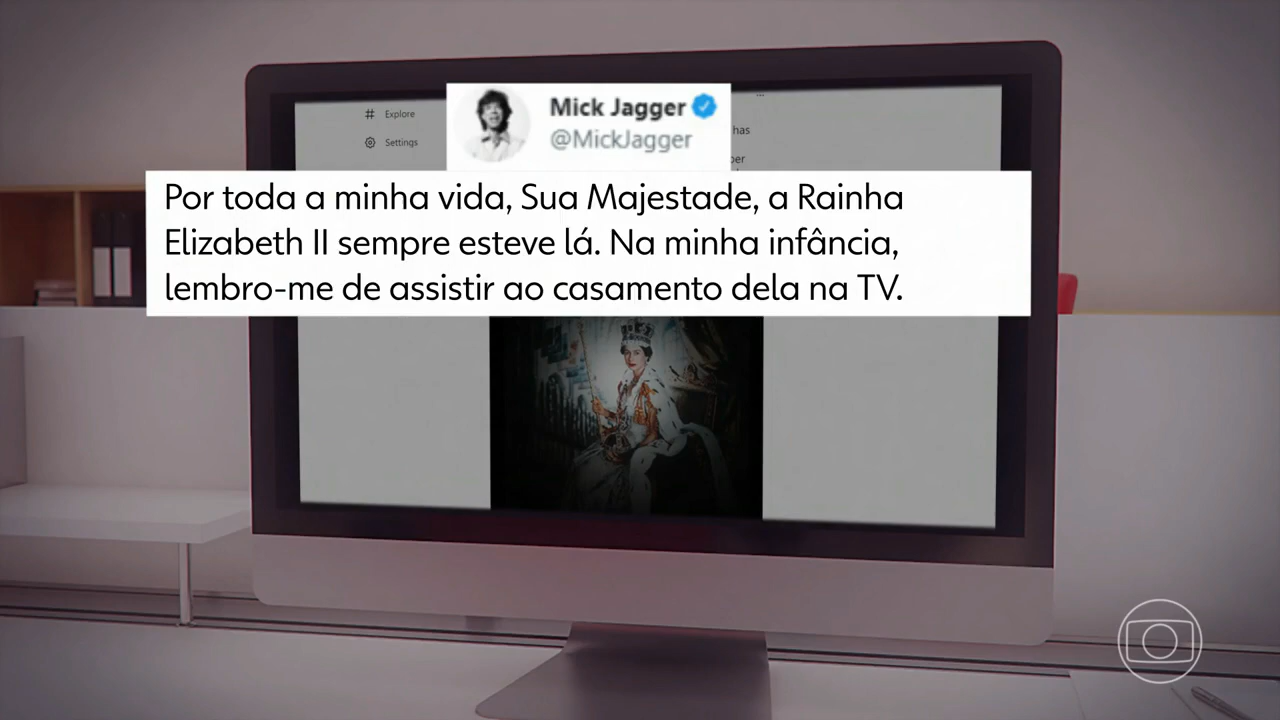 Explore
Settings
Mick Jagger
@MickJagger
has
Por toda a minha vida, Sua Majestade, a Rainha
Elizabeth II sempre esteve lá. Na minha infância,
lembro-me de assistir ao casamento dela na TV.